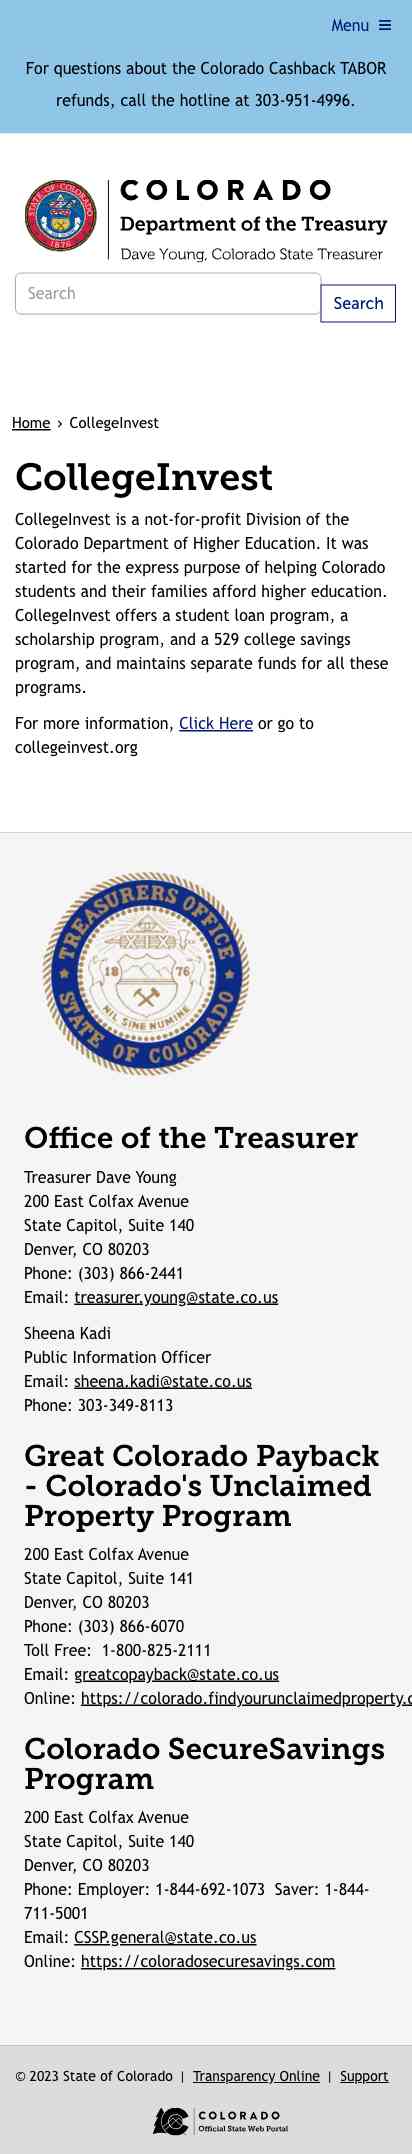 Menu
For questions about the Colorado Cashback TABOR
refunds, call the hotline at 303-951-4996.
STATE OF COLORADO
1876
COLORADO
Department of the Treasury
Dave Young, Colorado State Treasurer
Search
Search
Home › CollegeInvest
CollegeInvest
CollegeInvest is a not-for-profit Division of the
Colorado Department of Higher Education. It was
started for the express purpose of helping Colorado
students and their families afford higher education.
CollegeInvest offers a student loan program, a
scholarship program, and a 529 college savings
program, and maintains separate funds for all these
programs.
For more information, Click Here or go to
collegeinvest.org
TREASURERS OFFICE
1876
NIL SINE NUMINE
STATE OF COLORADO
Office of the Treasurer
Treasurer Dave Young
200 East Colfax Avenue
State Capitol, Suite 140
Denver, CO 80203
Phone: (303) 866-2441
Email: treasurer.young@state.co.us
Sheena Kadi
Public Information Officer
Email: sheena.kadi@state.co.us
Phone: 303-349-8113
Great Colorado Payback
- Colorado's Unclaimed
Property Program
200 East Colfax Avenue
State Capitol, Suite 141
Denver, CO 80203
Phone: (303) 866-6070
Toll Free:  1-800-825-2111
Email: greatcopayback@state.co.us
Online: https://colorado.findyourunclaimedproperty.c
Colorado SecureSavings
Program
200 East Colfax Avenue
State Capitol, Suite 140
Denver, CO 80203
Phone: Employer: 1-844-692-1073  Saver: 1-844-
711-5001
Email: CSSP.general@state.co.us
Online: https://coloradosecuresavings.com
© 2023 State of Colorado | Transparency Online | Support
COLORADO
Official State Web Portal